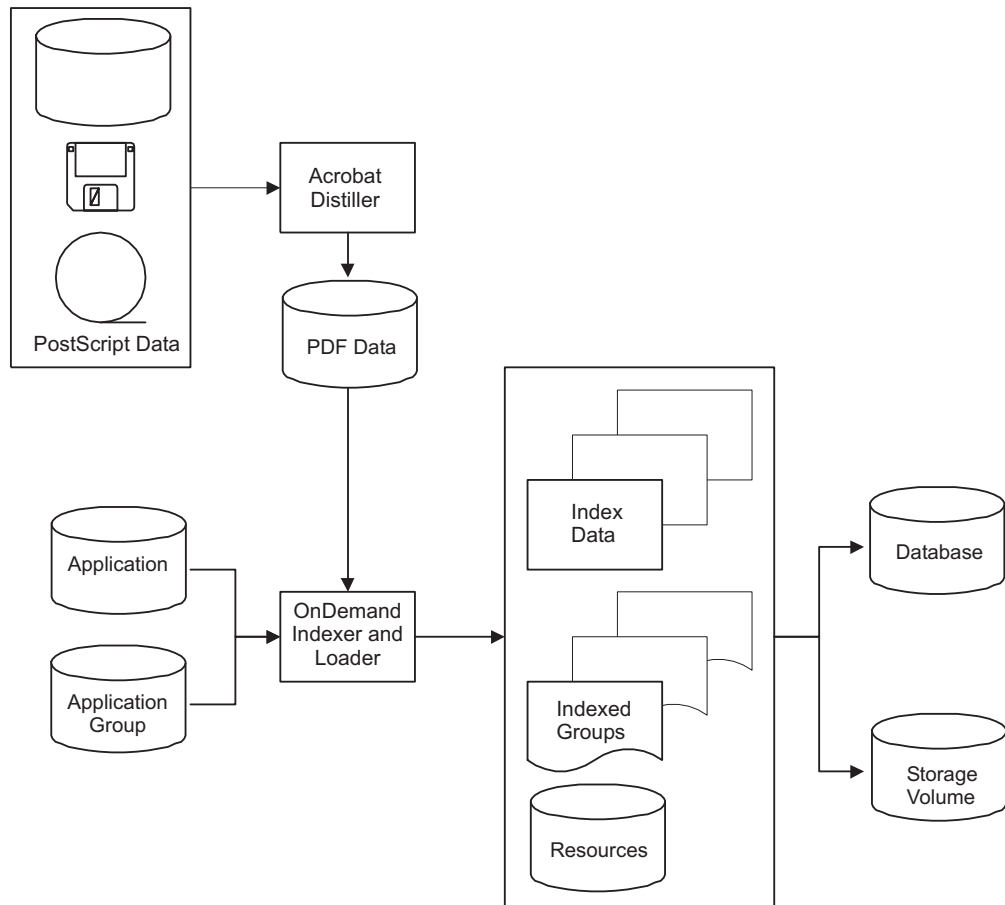 Acrobat
Distiller
PostScript Data
PDF Data
Index
Data
Database
Application
OnDemand
Indexer and
Loader
Application
Group
Indexed
Groups
Storage
Volume
Resources